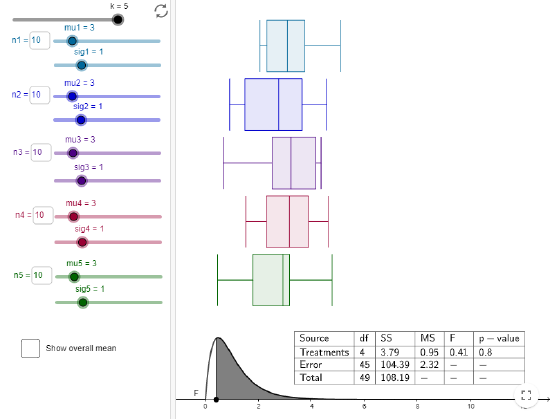 k = 5
mu1 = 3
n1 = 10
sig1 = 1
mu2 = 3
n2 = 10
sig2 = 1
mu3 = 3
n3 = 10
sig3 = 1
mu4 = 3
n4 = 10
sig4 = 1
mu5 = 3
n5 = 10
sig5 = 1
Show overall mean
Source df SS MS F p − value
Treatments 4 3.79 0.95 0.41 0.8
Error 45 104.39 2.32 − −
Total 49 108.19 − − −
F
0 2 4 6 8 10